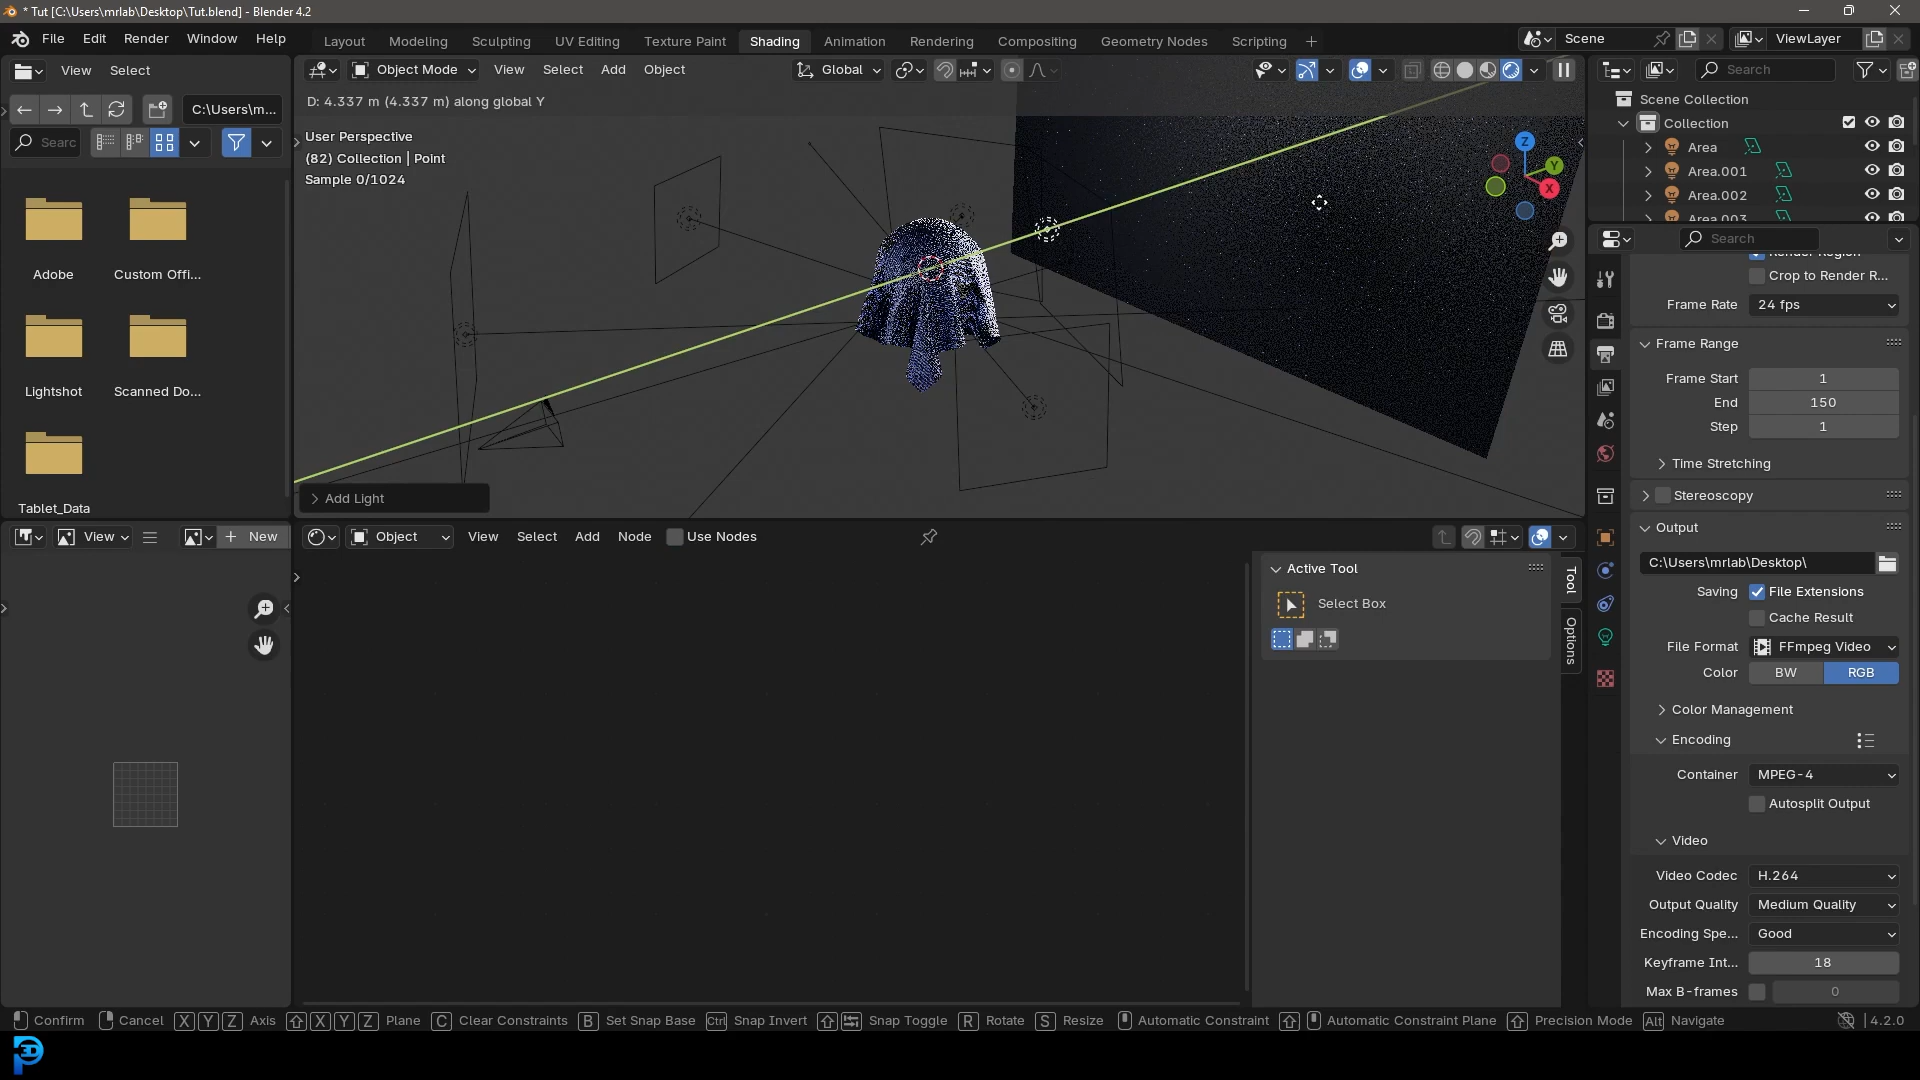 * Tut [C:\Users\mrlab\Desktop\Tut.blend] - Blender 4.2
File Edit Render Window Help
Layout Modeling Sculpting UV Editing Texture Paint Shading Animation Rendering Compositing Geometry Nodes Scripting +
Scene
ViewLayer
View Select
Object Mode View Select Add Object
Global
Search
C:\Users\m...
Searc
D: 4.337 m (4.337 m) along global Y
User Perspective
(82) Collection | Point
Sample 0/1024
Z
Y
X
Adobe
Custom Offi...
Lightshot
Scanned Do...
Tablet_Data
Add Light
Scene Collection
Collection
Area
Area.001
Area.002
Area.003
Search
Render Region
Crop to Render R...
Frame Rate 24 fps
Frame Range
Frame Start 1
End 150
Step 1
Time Stretching
Stereoscopy
Output
C:\Users\mrlab\Desktop\
Saving File Extensions
Cache Result
File Format FFmpeg Video
Color BW RGB
Color Management
Encoding
Container MPEG-4
Autosplit Output
Video
Video Codec H.264
Output Quality Medium Quality
Encoding Spe... Good
Keyframe Int... 18
Max B-frames 0
View
+ New
Object View Select Add Node Use Nodes
Active Tool
Select Box
Tool
Options
Confirm Cancel X Y Z Axis X Y Z Plane C Clear Constraints B Set Snap Base Ctrl Snap Invert Snap Toggle R Rotate S Resize Automatic Constraint Automatic Constraint Plane Precision Mode Alt Navigate
4.2.0